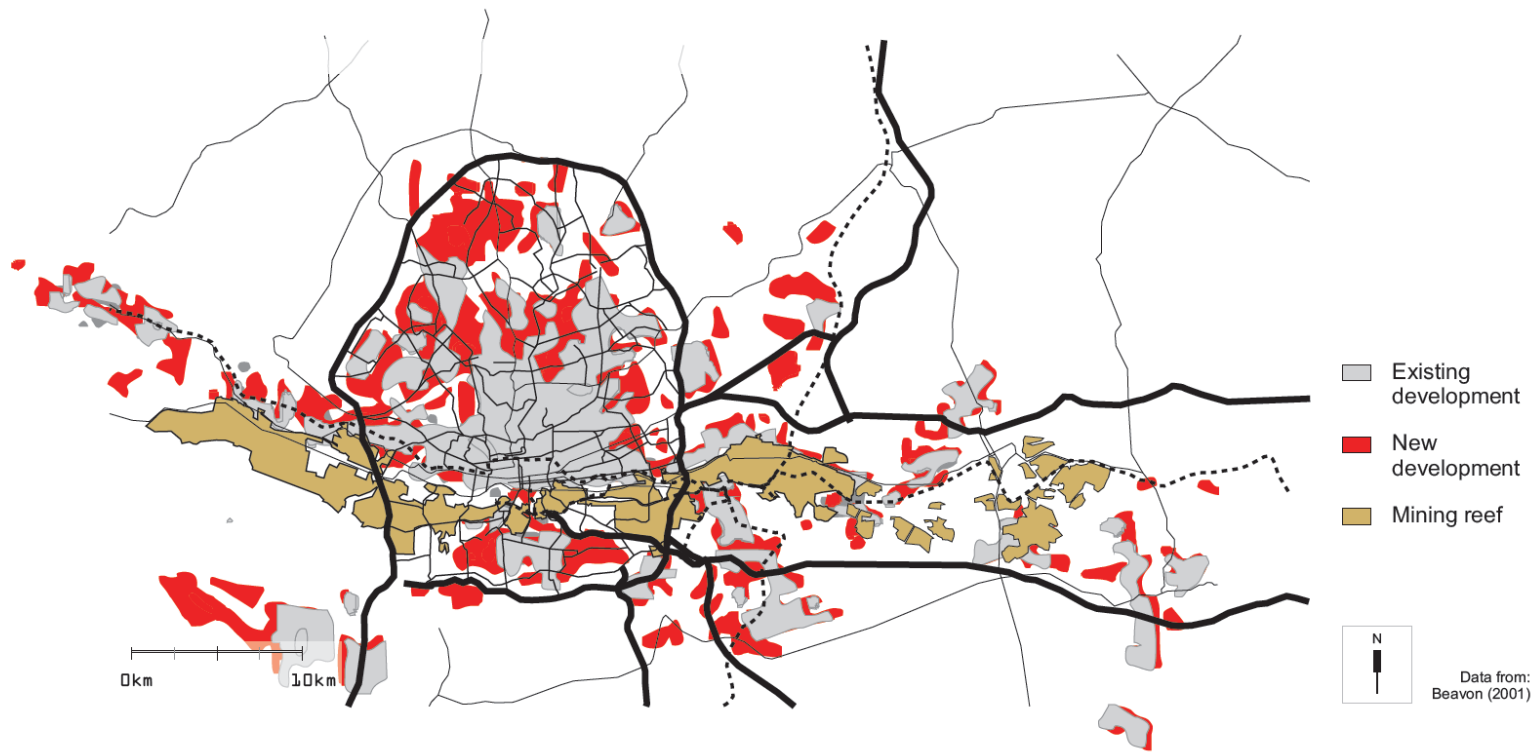 Existing
development
New
development
Mining reef
N
Data from:
Beavon (2001)
0km
10km